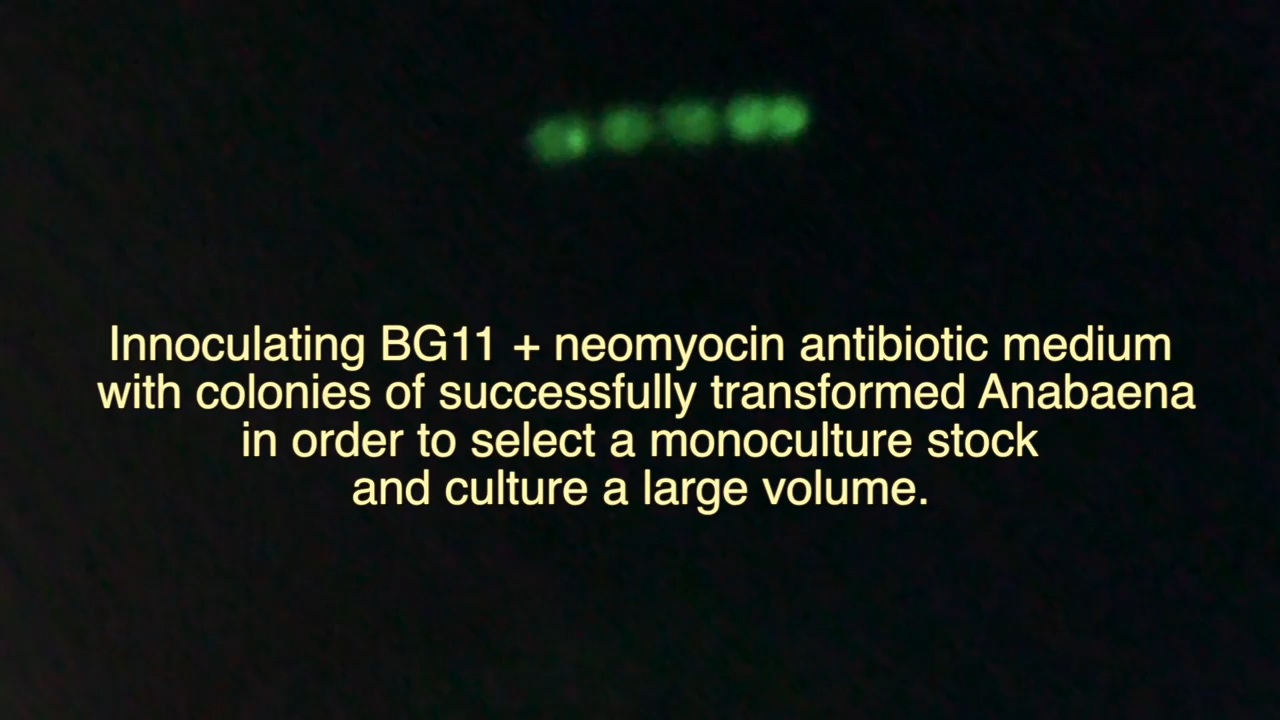 Innoculating BG11 + neomyocin antibiotic medium
with colonies of successfully transformed Anabaena
in order to select a monoculture stock
and culture a large volume.